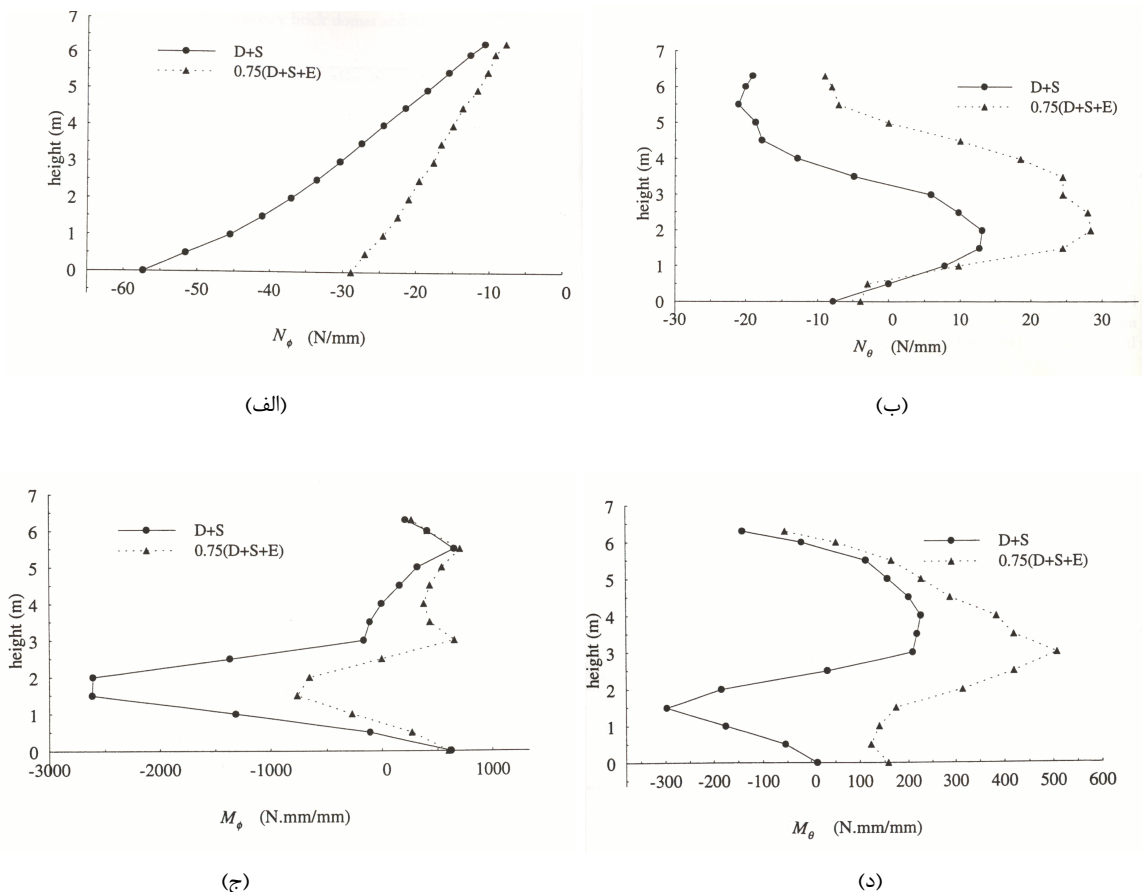 7
6
5
4
3
2
1
0
height (m)
D+S
0.75(D+S+E)
-60 -50 -40 -30 -20 -10 0
Nϕ (N/mm)
(الف)
7
6
5
4
3
2
1
0
height (m)
D+S
0.75(D+S+E)
-30 -20 -10 0 10 20 30
Nθ (N/mm)
(ب)
7
6
5
4
3
2
1
0
height (m)
D+S
0.75(D+S+E)
-3000 -2000 -1000 0 1000
Mϕ (N.mm/mm)
(ج)
7
6
5
4
3
2
1
0
height (m)
D+S
0.75(D+S+E)
-300 -200 -100 0 100 200 300 400 500 600
Mθ (N.mm/mm)
(د)